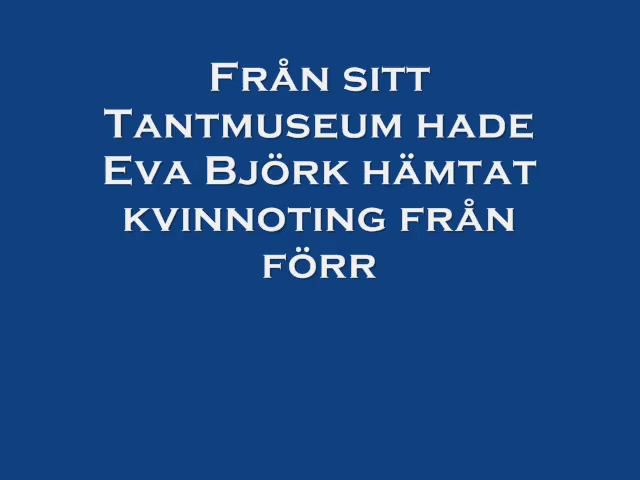 Från sitt
Tantmuseum hade
Eva Björk hämtat
kvinnoting från
förr